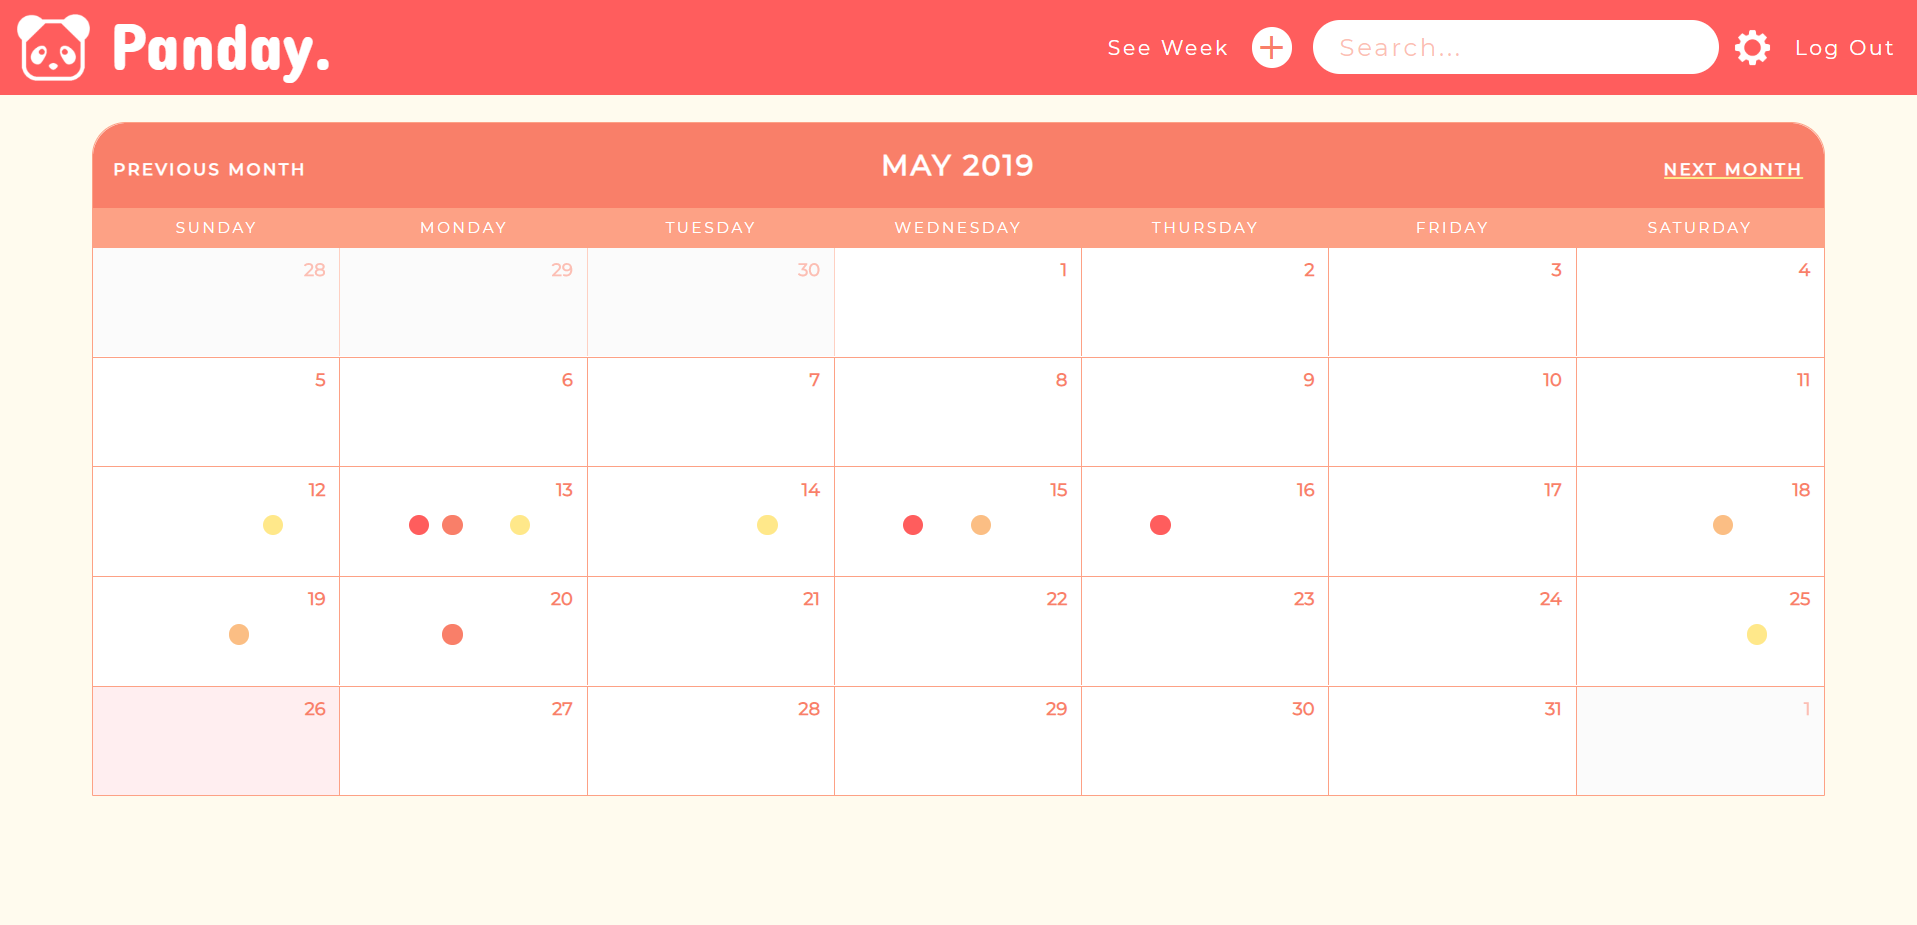 Panday.
See Week
Search...
Log Out
PREVIOUS MONTH
MAY 2019
NEXT MONTH
SUNDAY MONDAY TUESDAY WEDNESDAY THURSDAY FRIDAY SATURDAY
28 29 30 1 2 3 4
5 6 7 8 9 10 11
12 13 14 15 16 17 18
19 20 21 22 23 24 25
26 27 28 29 30 31 1